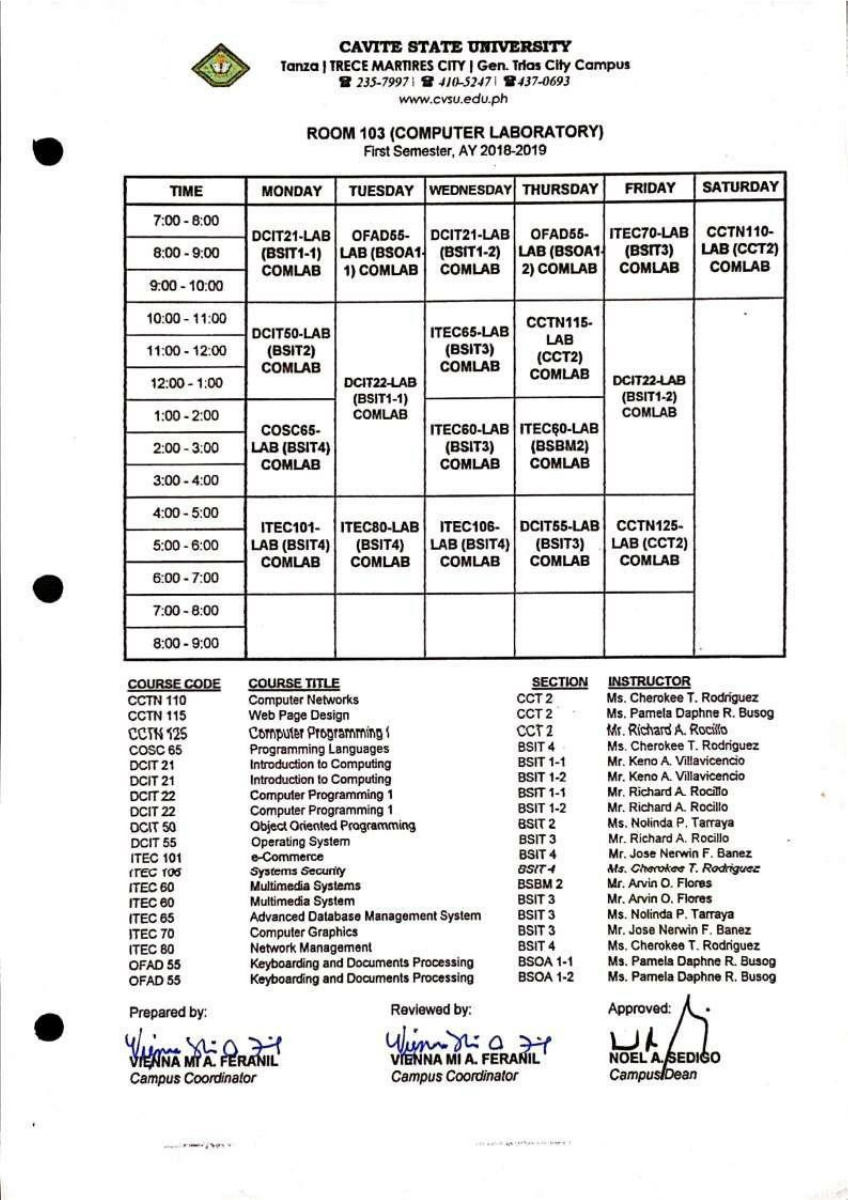 CAVITE STATE UNIVERSITY
Tanza | TRECE MARTIRES CITY | Gen. Trias City Campus
☎ 235-7997| ☎ 410-5247| ☎437-0693
www.cvsu.edu.ph
ROOM 103 (COMPUTER LABORATORY)
First Semester, AY 2018-2019
TIME MONDAY TUESDAY WEDNESDAY THURSDAY FRIDAY SATURDAY
7:00 - 8:00
8:00 - 9:00
9:00 - 10:00
DCIT21-LAB
(BSIT1-1)
COMLAB
OFAD55-
LAB (BSOA1-
1) COMLAB
DCIT21-LAB
(BSIT1-2)
COMLAB
OFAD55-
LAB (BSOA1-
2) COMLAB
ITEC70-LAB
(BSIT3)
COMLAB
CCTN110-
LAB (CCT2)
COMLAB
10:00 - 11:00
11:00 - 12:00
12:00 - 1:00
DCIT50-LAB
(BSIT2)
COMLAB
DCIT22-LAB
(BSIT1-1)
COMLAB
ITEC65-LAB
(BSIT3)
COMLAB
CCTN115-
LAB
(CCT2)
COMLAB
DCIT22-LAB
(BSIT1-2)
COMLAB
1:00 - 2:00
2:00 - 3:00
3:00 - 4:00
COSC65-
LAB (BSIT4)
COMLAB
ITEC60-LAB
(BSIT3)
COMLAB
ITEC60-LAB
(BSBM2)
COMLAB
4:00 - 5:00
5:00 - 6:00
6:00 - 7:00
ITEC101-
LAB (BSIT4)
COMLAB
ITEC80-LAB
(BSIT4)
COMLAB
ITEC106-
LAB (BSIT4)
COMLAB
DCIT55-LAB
(BSIT3)
COMLAB
CCTN125-
LAB (CCT2)
COMLAB
7:00 - 8:00
8:00 - 9:00
COURSE CODE COURSE TITLE SECTION INSTRUCTOR
CCTN 110 Computer Networks CCT 2 Ms. Cherokee T. Rodriguez
CCTN 115 Web Page Design CCT 2 Ms. Pamela Daphne R. Busog
CCTN 125 Computer Programming 1 CCT 2 Mr. Richard A. Rocillo
COSC 65 Programming Languages BSIT 4 Ms. Cherokee T. Rodriguez
DCIT 21 Introduction to Computing BSIT 1-1 Mr. Keno A. Villavicencio
DCIT 21 Introduction to Computing BSIT 1-2 Mr. Keno A. Villavicencio
DCIT 22 Computer Programming 1 BSIT 1-1 Mr. Richard A. Rocillo
DCIT 22 Computer Programming 1 BSIT 1-2 Mr. Richard A. Rocillo
DCIT 50 Object Oriented Programming BSIT 2 Ms. Nolinda P. Tarraya
DCIT 55 Operating System BSIT 3 Mr. Richard A. Rocillo
ITEC 101 e-Commerce BSIT 4 Mr. Jose Nerwin F. Banez
ITEC 106 Systems Security BSIT 4 Ms. Cherokee T. Rodriguez
ITEC 60 Multimedia Systems BSBM 2 Mr. Arvin O. Flores
ITEC 60 Multimedia System BSIT 3 Mr. Arvin O. Flores
ITEC 65 Advanced Database Management System BSIT 3 Ms. Nolinda P. Tarraya
ITEC 70 Computer Graphics BSIT 3 Mr. Jose Nerwin F. Banez
ITEC 80 Network Management BSIT 4 Ms. Cherokee T. Rodriguez
OFAD 55 Keyboarding and Documents Processing BSOA 1-1 Ms. Pamela Daphne R. Busog
OFAD 55 Keyboarding and Documents Processing BSOA 1-2 Ms. Pamela Daphne R. Busog
Prepared by: Reviewed by: Approved:
VIENNA MI A. FERANIL VIENNA MI A. FERANIL NOEL A. SEDIGO
Campus Coordinator Campus Coordinator Campus Dean